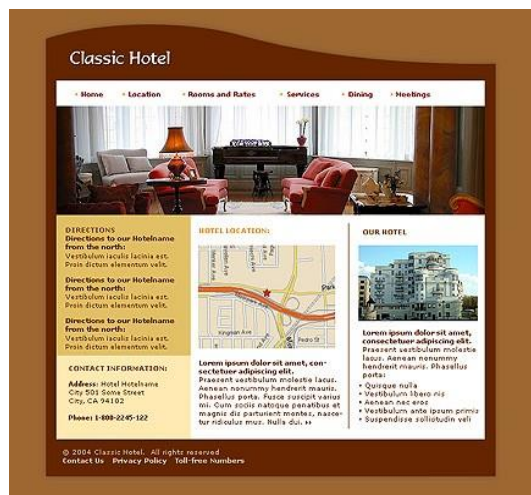 Classic Hotel
Home Location Rooms and Rates Services Dining Meetings
DIRECTIONS
Directions to our Hotelname
from the north:
Vestibulum iaculis lacinia est.
Proin dictum elementum velit.
Directions to our Hotelname
from the north:
Vestibulum iaculis lacinia est.
Proin dictum elementum velit.
Directions to our Hotelname
from the north:
Vestibulum iaculis lacinia est.
Proin dictum elementum velit.
CONTACT INFORMATION:
Address: Hotel Hotelname
City 501 Some Street
City, CA 94102
Phone: 1-800-2245-122
HOTEL LOCATION:
Park
Kingman Ave
Pedro St
Lorem ipsum dolor sit amet, con-
sectetuer adipiscing elit.
Praesent vestibulum molestie lacus.
Aenean nonummy hendrerit mauris.
Phasellus porta. Fusce suscipit varius
mi. Cum sociis natoque penatibus et
magnis dis parturient montes, nasce-
tur ridiculus mus. Nulla dui. »
OUR HOTEL
Lorem ipsum dolor sit amet,
consectetuer adipiscing elit.
Praesent vestibulum molestie
lacus. Aenean nonummy
hendrerit mauris. Phasellus
porta:
• Quisque nulla
• Vestibulum libero nis
• Aenean nec eros
• Vestibulum ante ipsum primis
• Suspendisse sollicitudin veli
© 2004 Classic Hotel. All rights reserved
Contact Us Privacy Policy Toll-free Numbers